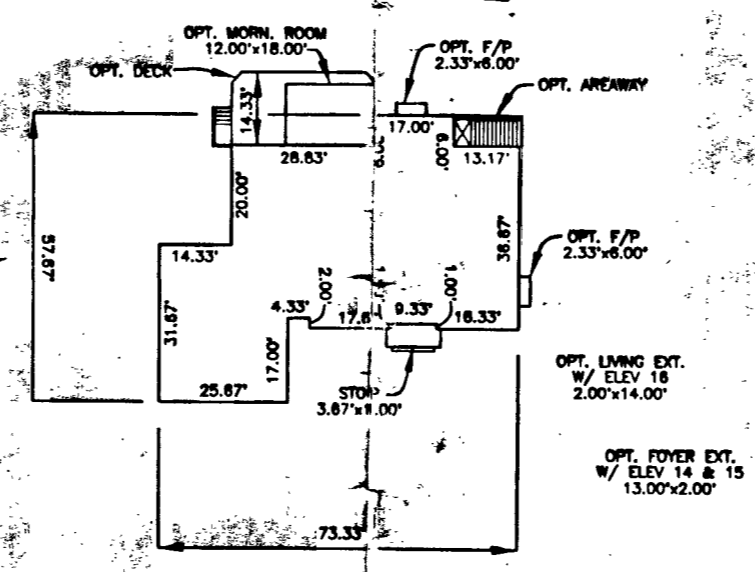 OPT. MORN. ROOM
12.00'x18.00'
OPT. DECK
OPT. F/P
2.33'x6.00'
OPT. AREAWAY
14.33'
17.00'
6.00'
13.17'
28.83'
20.00'
57.67'
36.67'
14.33'
OPT. F/P
2.33'x6.00'
31.67'
4.33'
2.00'
17.6
9.33'
1.00'
16.33'
17.00'
25.67'
STOOP
3.67'x11.00'
OPT. LIVING EXT.
W/ ELEV 16
2.00'x14.00'
OPT. FOYER EXT.
W/ ELEV 14 & 15
13.00'x2.00'
73.33'